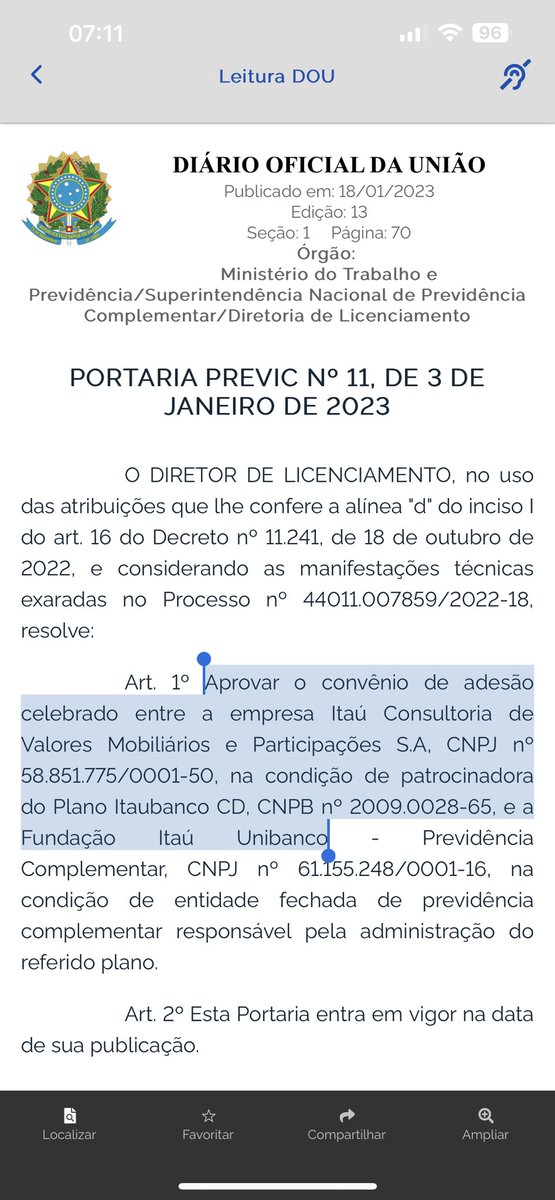 07:11
96
Leitura DOU
DIÁRIO OFICIAL DA UNIÃO
Publicado em: 18/01/2023
Edição: 13
Seção: 1 Página: 70
Órgão:
Ministério do Trabalho e
Previdência/Superintendência Nacional de Previdência
Complementar/Diretoria de Licenciamento
PORTARIA PREVIC Nº 11, DE 3 DE
JANEIRO DE 2023
O DIRETOR DE LICENCIAMENTO, no uso
das atribuições que lhe confere a alínea "d" do inciso I
do art. 16 do Decreto nº 11.241, de 18 de outubro de
2022, e considerando as manifestações técnicas
exaradas no Processo nº 44011.007859/2022-18,
resolve:
Art. 1º Aprovar o convênio de adesão
celebrado entre a empresa Itaú Consultoria de
Valores Mobiliários e Participações S.A, CNPJ nº
58.851.775/0001-50, na condição de patrocinadora
do Plano Itaubanco CD, CNPB nº 2009.0028-65, e a
Fundação Itaú Unibanco - Previdência
Complementar, CNPJ nº 61.155.248/0001-16, na
condição de entidade fechada de previdência
complementar responsável pela administração do
referido plano.
Art. 2º Esta Portaria entra em vigor na data
de sua publicação.
Localizar
Favoritar
Compartilhar
Ampliar